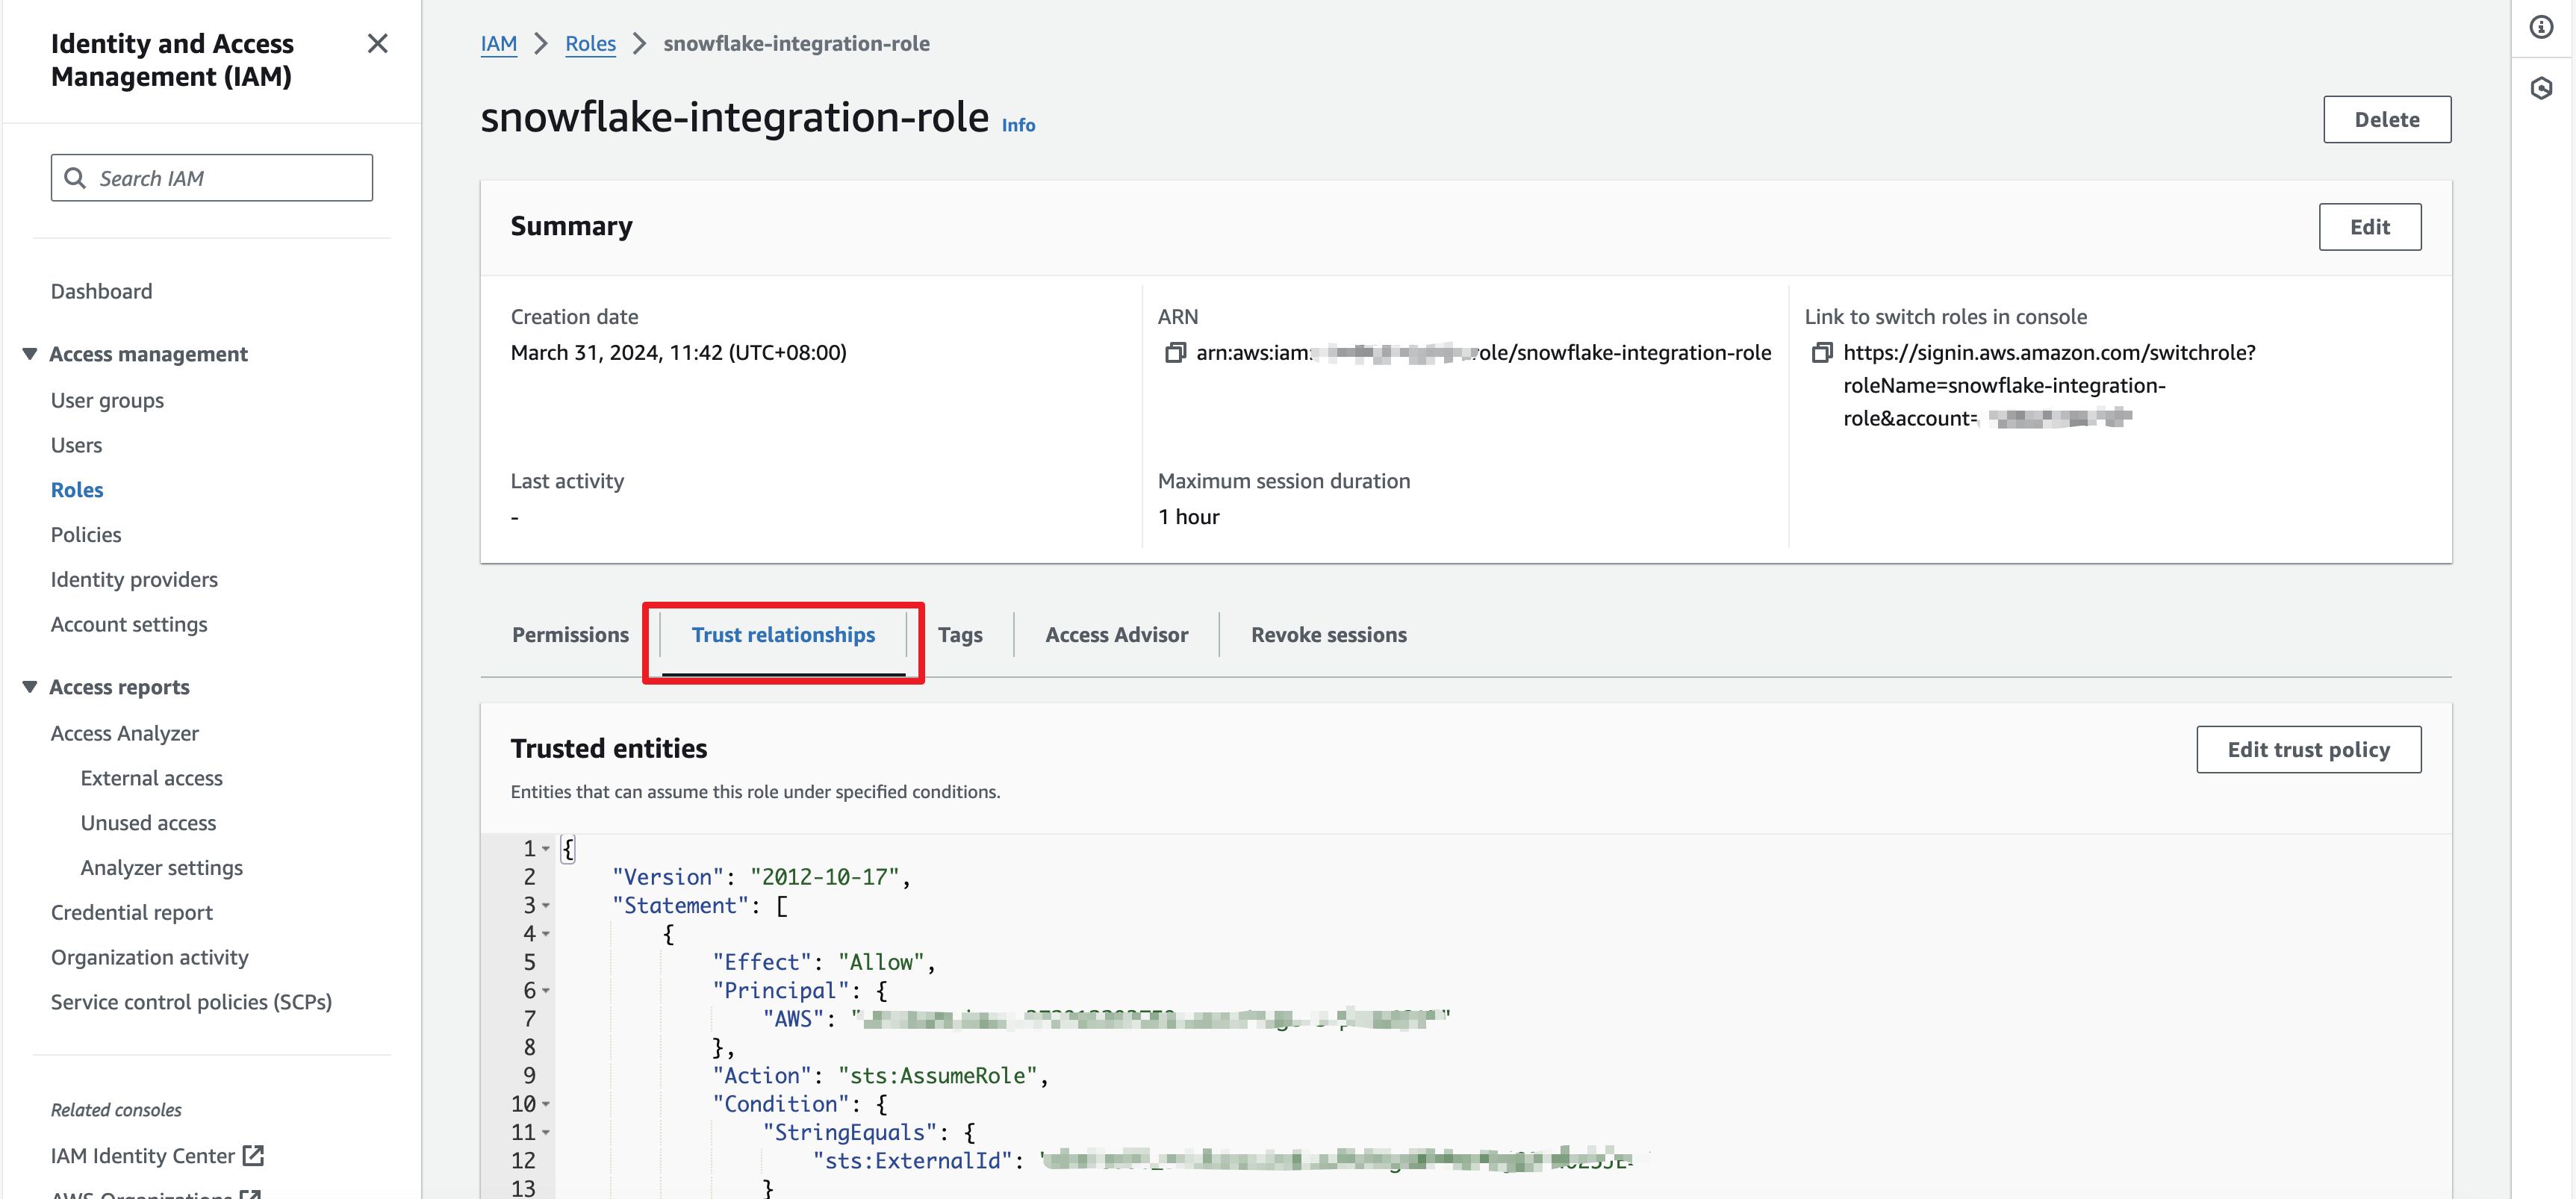 Identity and Access
Management (IAM)
Search IAM
Dashboard
Access management
User groups
Users
Roles
Policies
Identity providers
Account settings
Access reports
Access Analyzer
External access
Unused access
Analyzer settings
Credential report
Organization activity
Service control policies (SCPs)
Related consoles
IAM Identity Center
AWS Organizations
IAM > Roles > snowflake-integration-role
snowflake-integration-role Info
Delete
Summary
Edit
Creation date
March 31, 2024, 11:42 (UTC+08:00)
ARN
arn:aws:iam: role/snowflake-integration-role
Link to switch roles in console
https://signin.aws.amazon.com/switchrole?
roleName=snowflake-integration-
role&account=
Last activity
-
Maximum session duration
1 hour
Permissions
Trust relationships
Tags
Access Advisor
Revoke sessions
Trusted entities
Edit trust policy
Entities that can assume this role under specified conditions.
1 {
2 "Version": "2012-10-17",
3 "Statement": [
4 {
5 "Effect": "Allow",
6 "Principal": {
7 "AWS": " "
8 },
9 "Action": "sts:AssumeRole",
10 "Condition": {
11 "StringEquals": {
12 "sts:ExternalId":
13 }